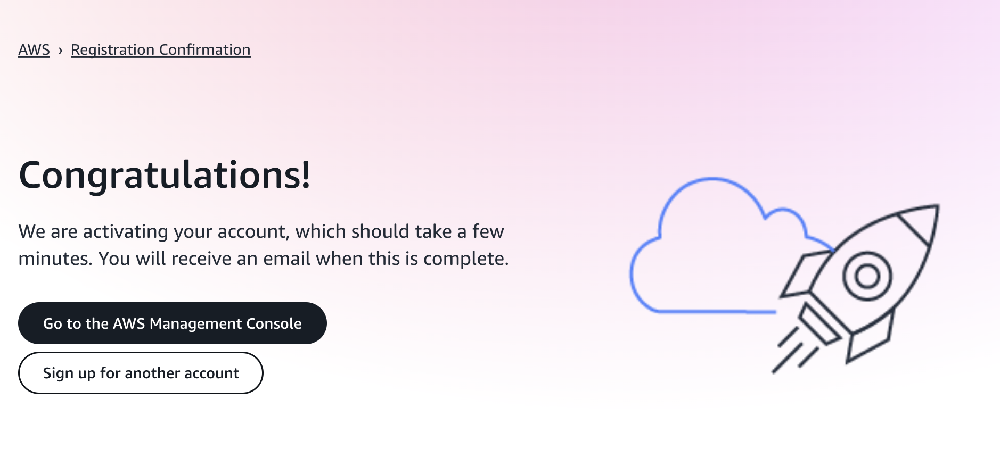 AWS › Registration Confirmation
Congratulations!
We are activating your account, which should take a few
minutes. You will receive an email when this is complete.
Go to the AWS Management Console
Sign up for another account